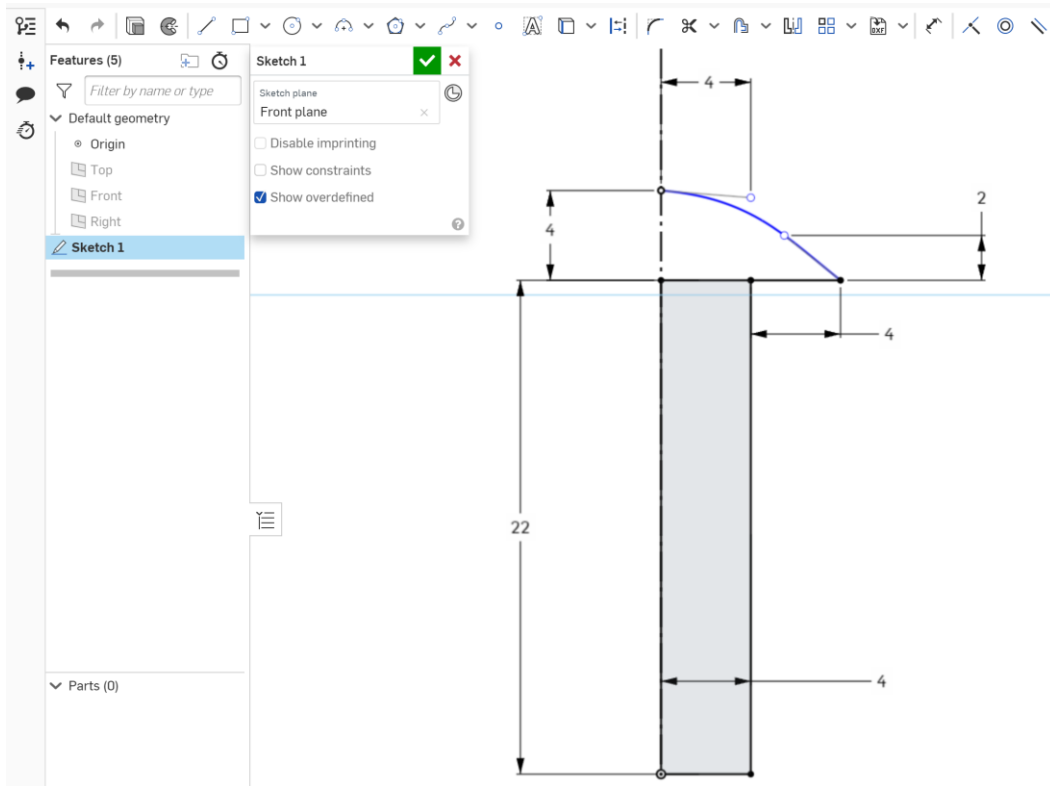 DXF
Features (5)
Filter by name or type
Default geometry
Origin
Top
Front
Right
Sketch 1
Parts (0)
Sketch 1
Sketch plane
Front plane
Disable imprinting
Show constraints
Show overdefined
4
4
2
4
22
4